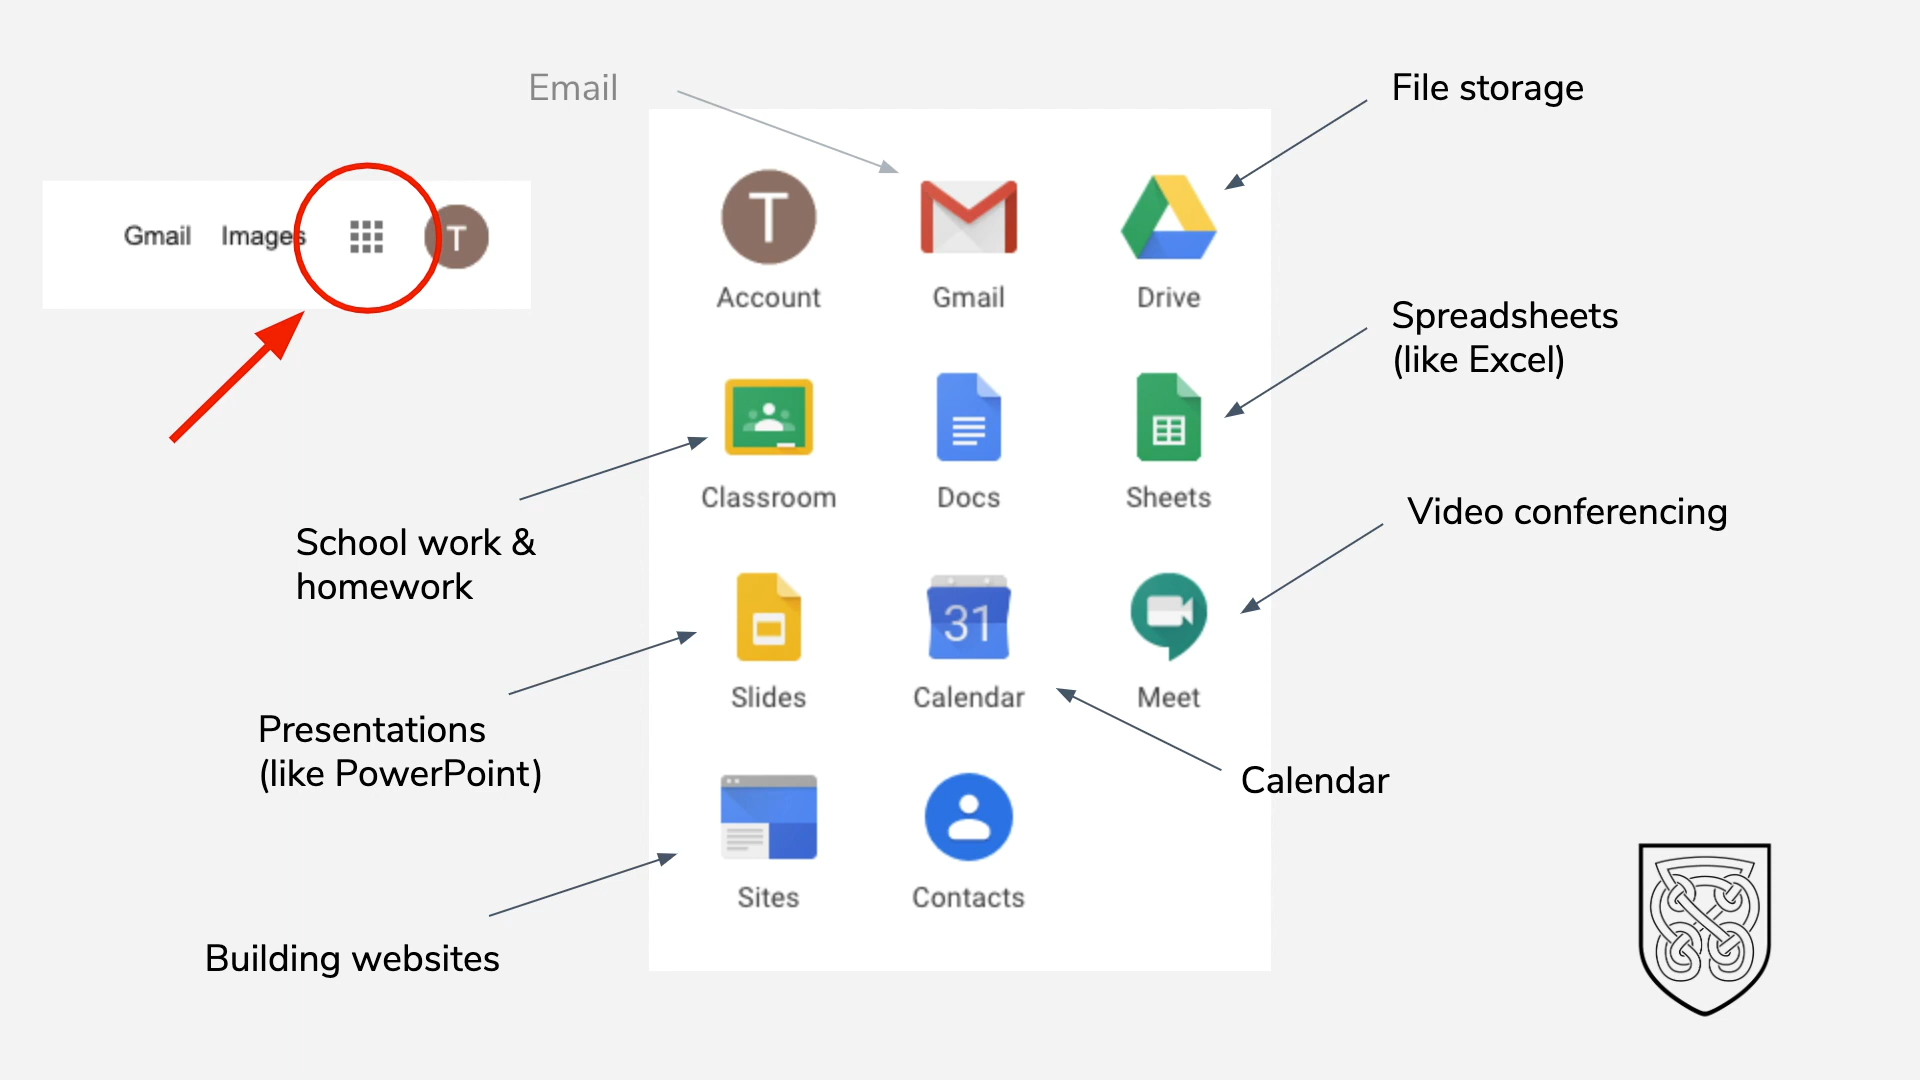 Email
File storage
Gmail Images T
T
Account Gmail Drive
Spreadsheets
(like Excel)
31
Classroom Docs Sheets
Video conferencing
School work &
homework
Slides Calendar Meet
Presentations
(like PowerPoint)
Calendar
Sites Contacts
Building websites